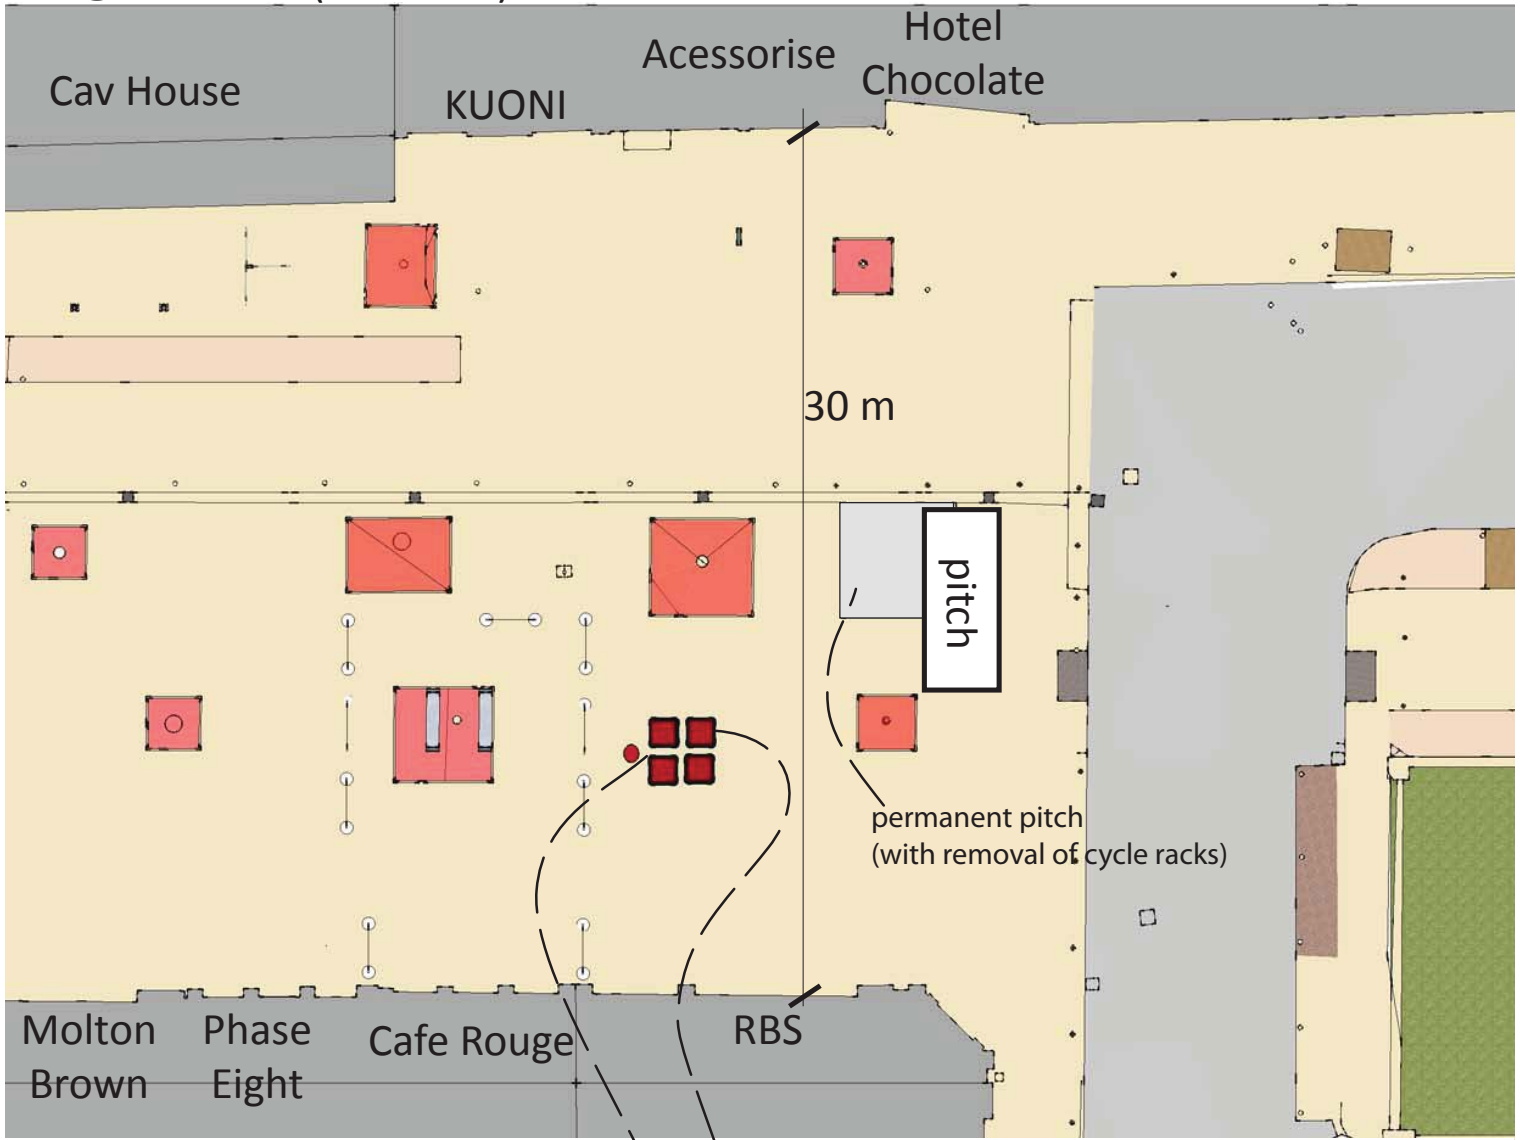 Hotel
Chocolate
Acessorise
Cav House
KUONI
30 m
pitch
permanent pitch
(with removal of cycle racks)
Molton
Brown
Phase
Eight
Cafe Rouge
RBS